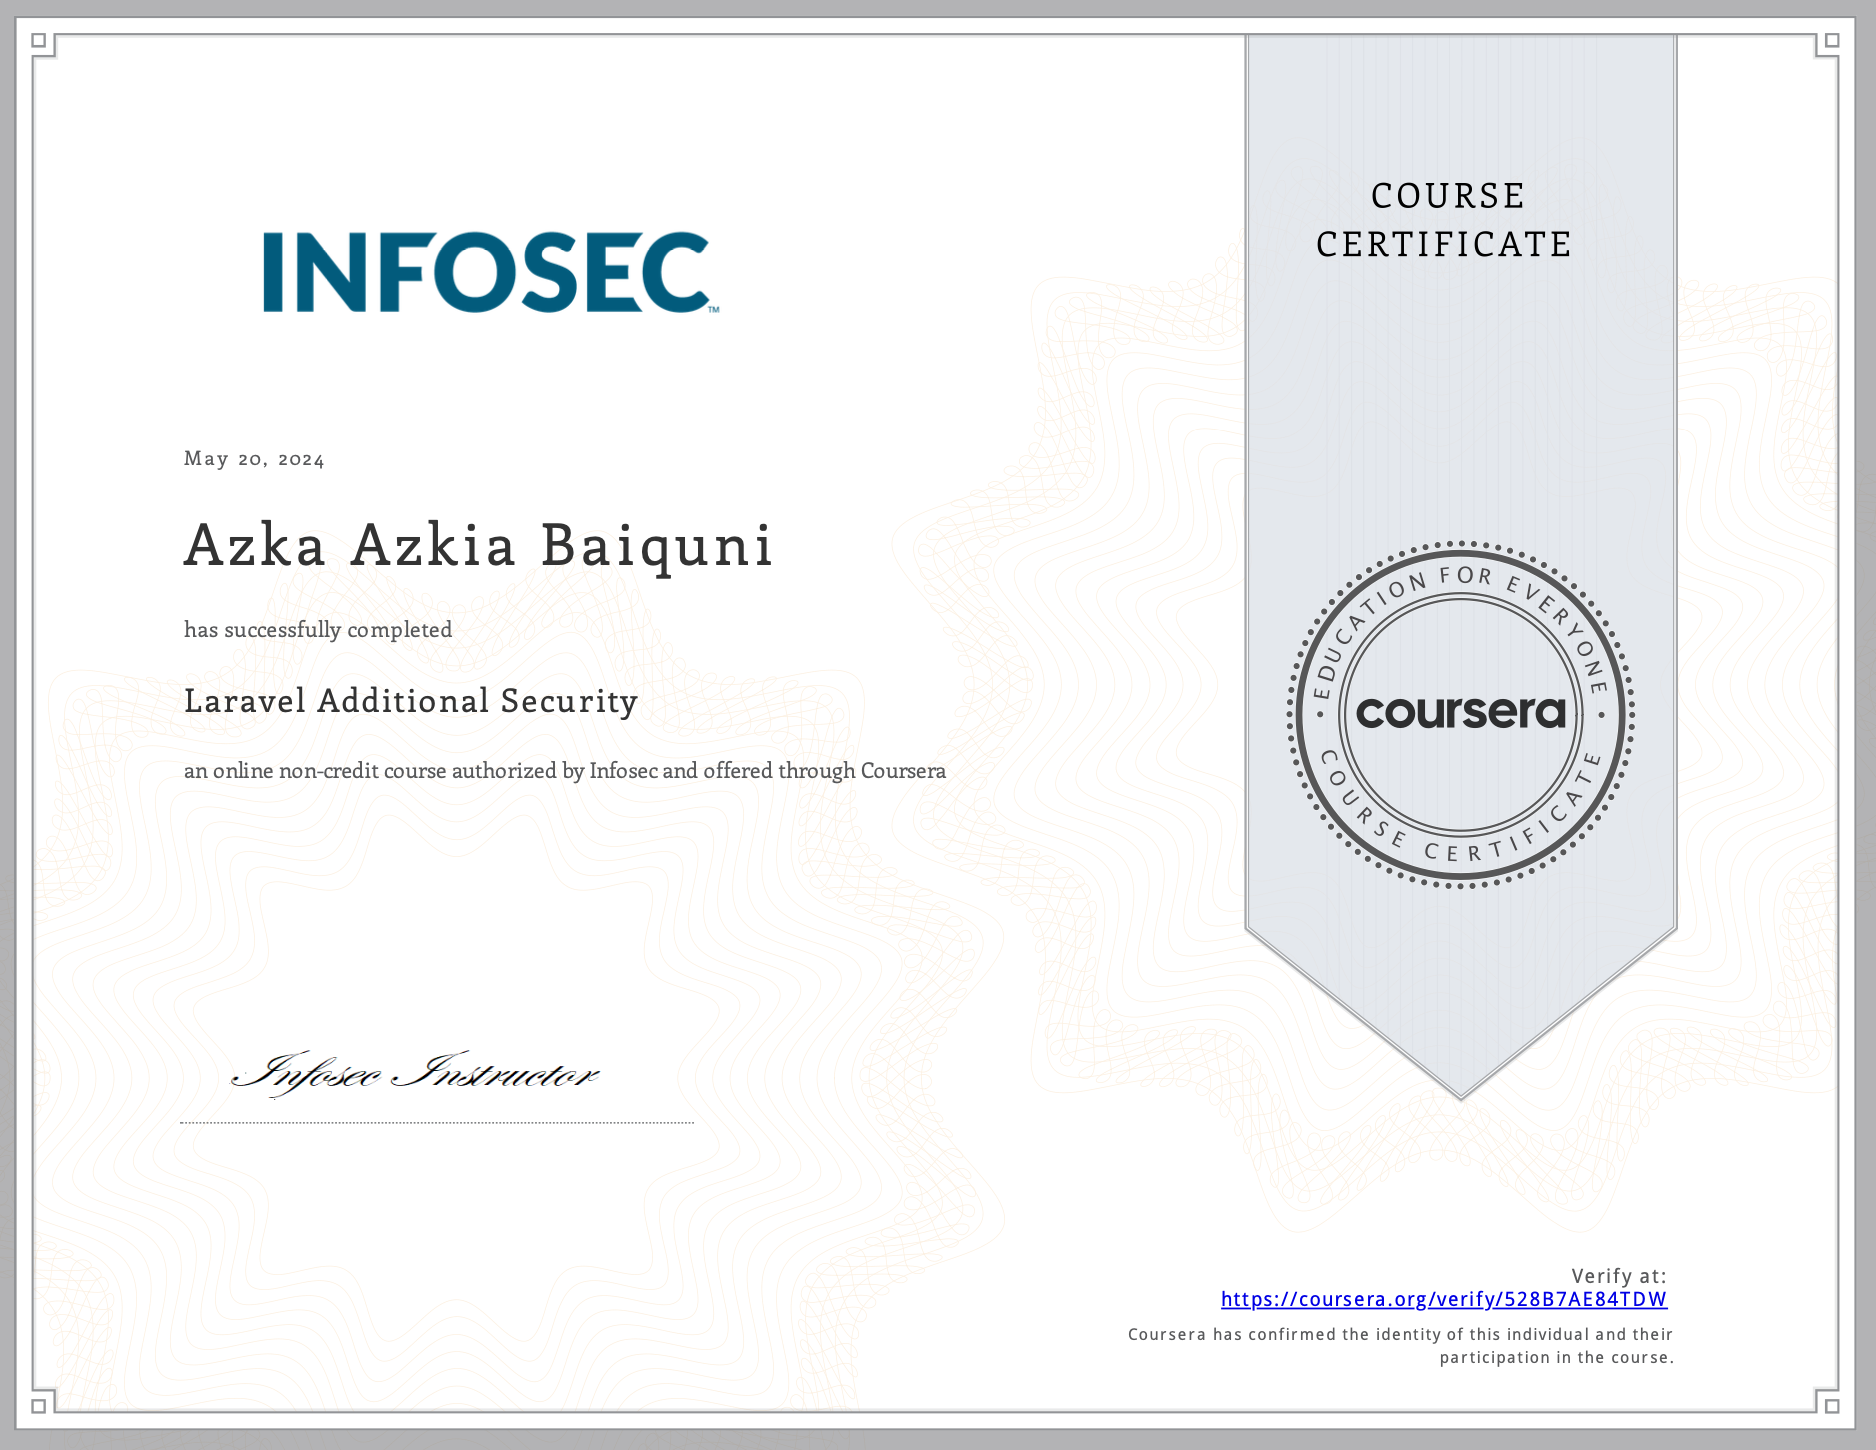 INFOSEC™
COURSE
CERTIFICATE
May 20, 2024
Azka Azkia Baiquni
has successfully completed
Laravel Additional Security
an online non-credit course authorized by Infosec and offered through Coursera
EDUCATION FOR EVERYONE
coursera
COURSE CERTIFICATE
Infosec Instructor
Verify at:
https://coursera.org/verify/528B7AE84TDW
Coursera has confirmed the identity of this individual and their
participation in the course.